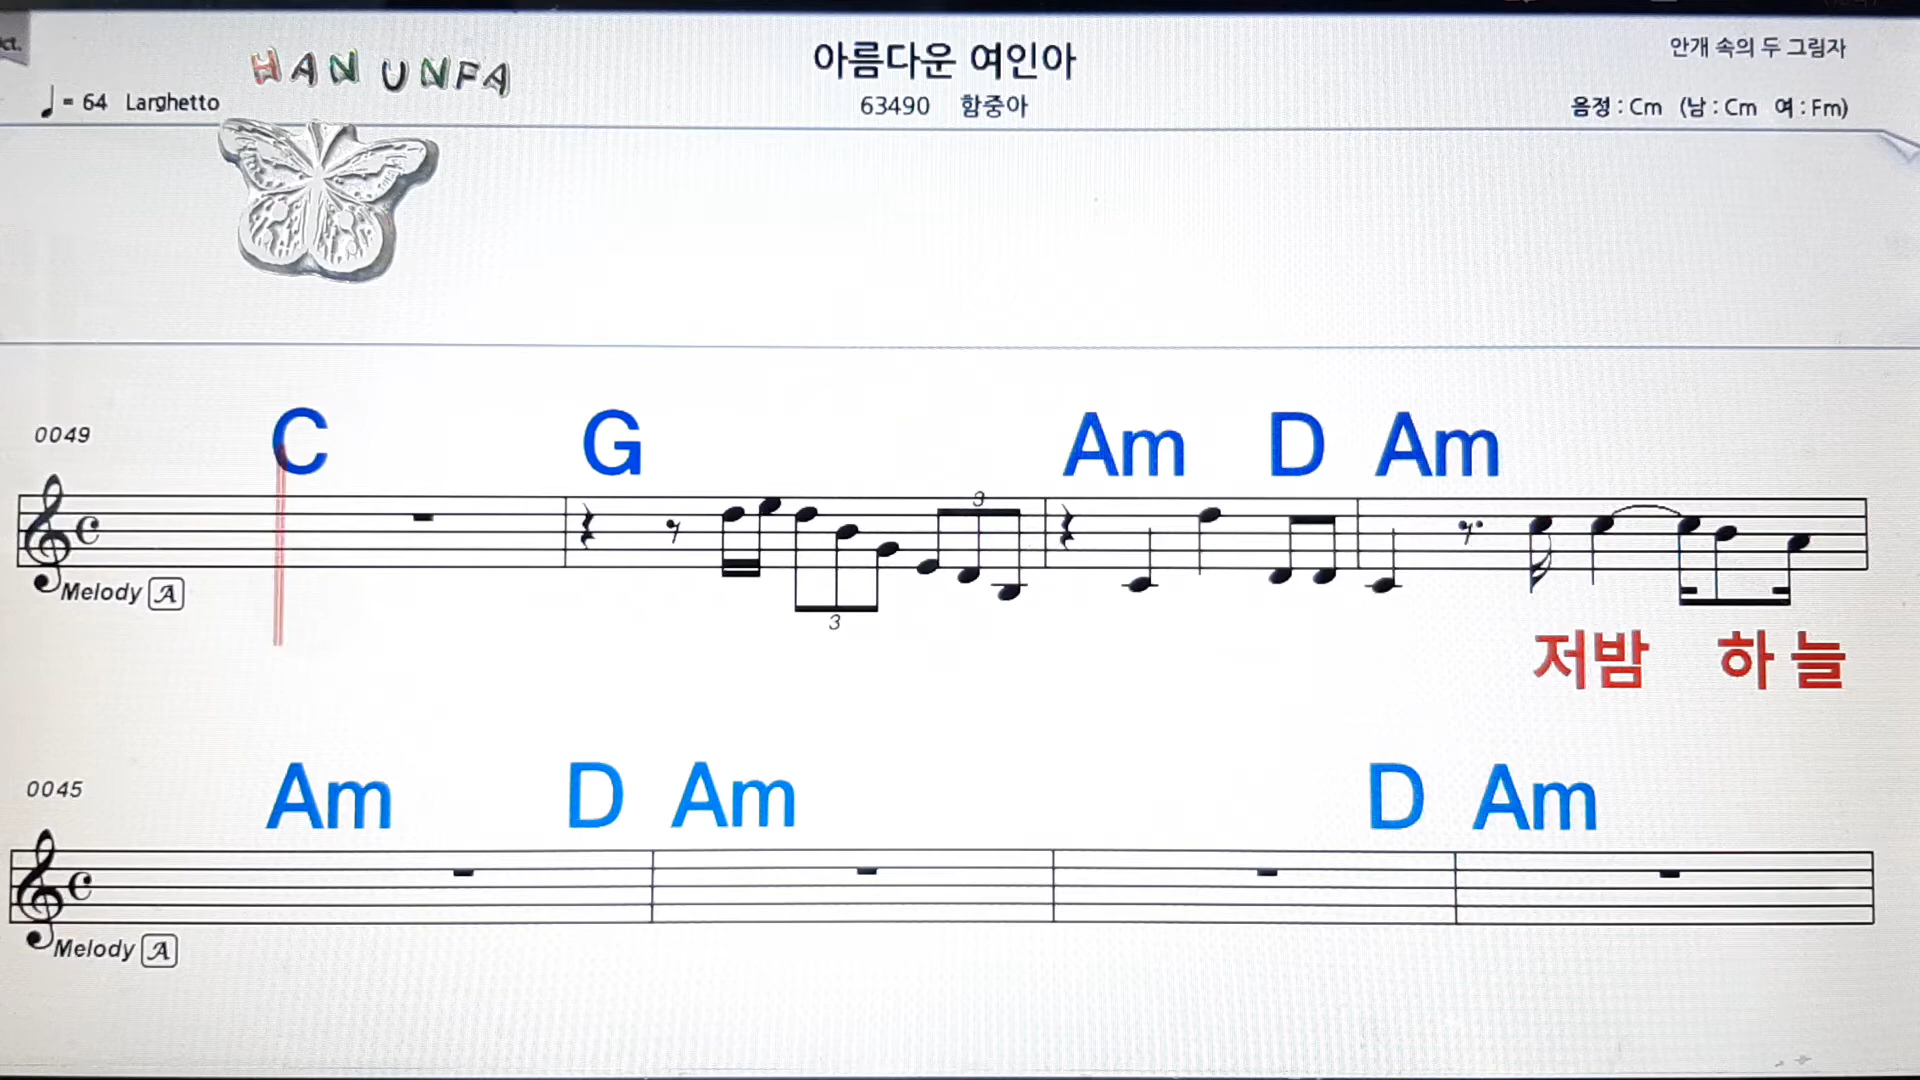 HAN UNFA
아름다운 여인아
안개 속의 두 그림자
♩= 64 Larghetto
63490 함중아
음정 : Cm (남 : Cm 여 : Fm)
C G Am D Am
0049
3
Melody A
3
저밤 하 늘
Am D Am D Am
0045
Melody A